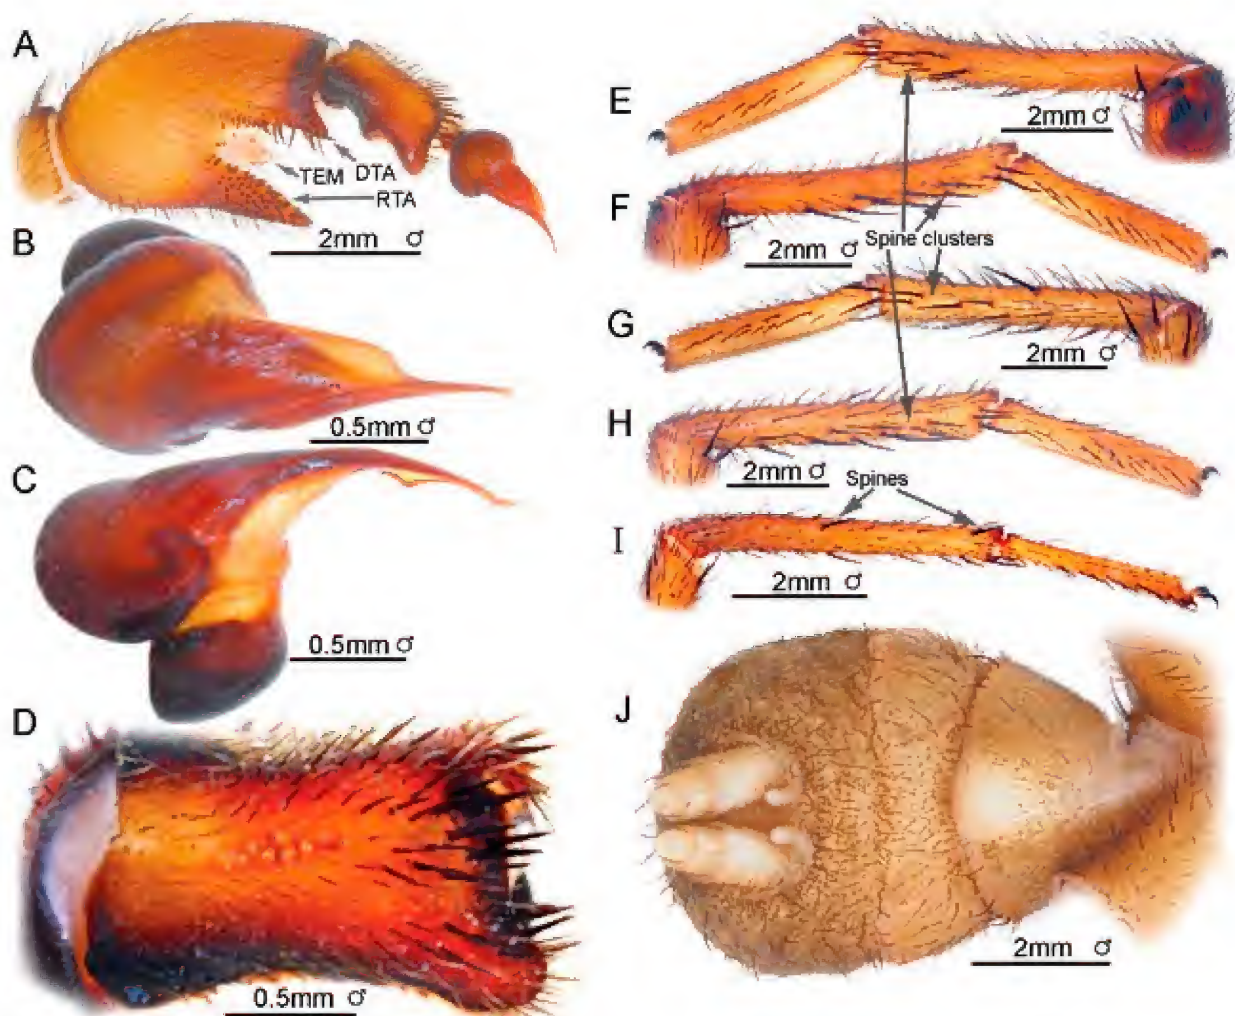 A
TEM
DTA
RTA
2mm ♂
B
0.5mm ♂
C
0.5mm ♂
D
0.5mm ♂
E
2mm ♂
F
Spine clusters
2mm ♂
G
2mm ♂
H
2mm ♂
Spines
I
2mm ♂
J
2mm ♂